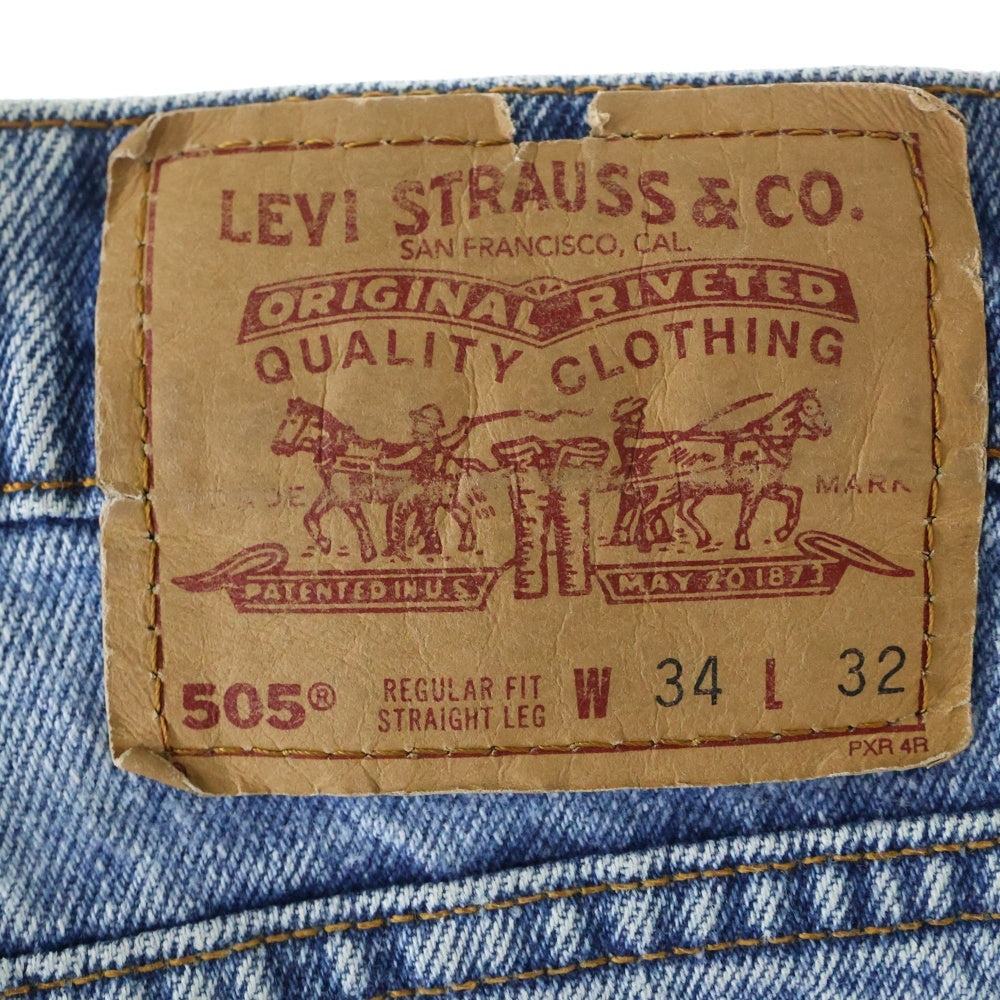 LEVI STRAUSS & CO.
SAN FRANCISCO, CAL.
ORIGINAL RIVETED
QUALITY CLOTHING
MARK
PATENTED IN U.S. MAY 20 1873
505® REGULAR FIT STRAIGHT LEG W 34 L 32
PXR 4R